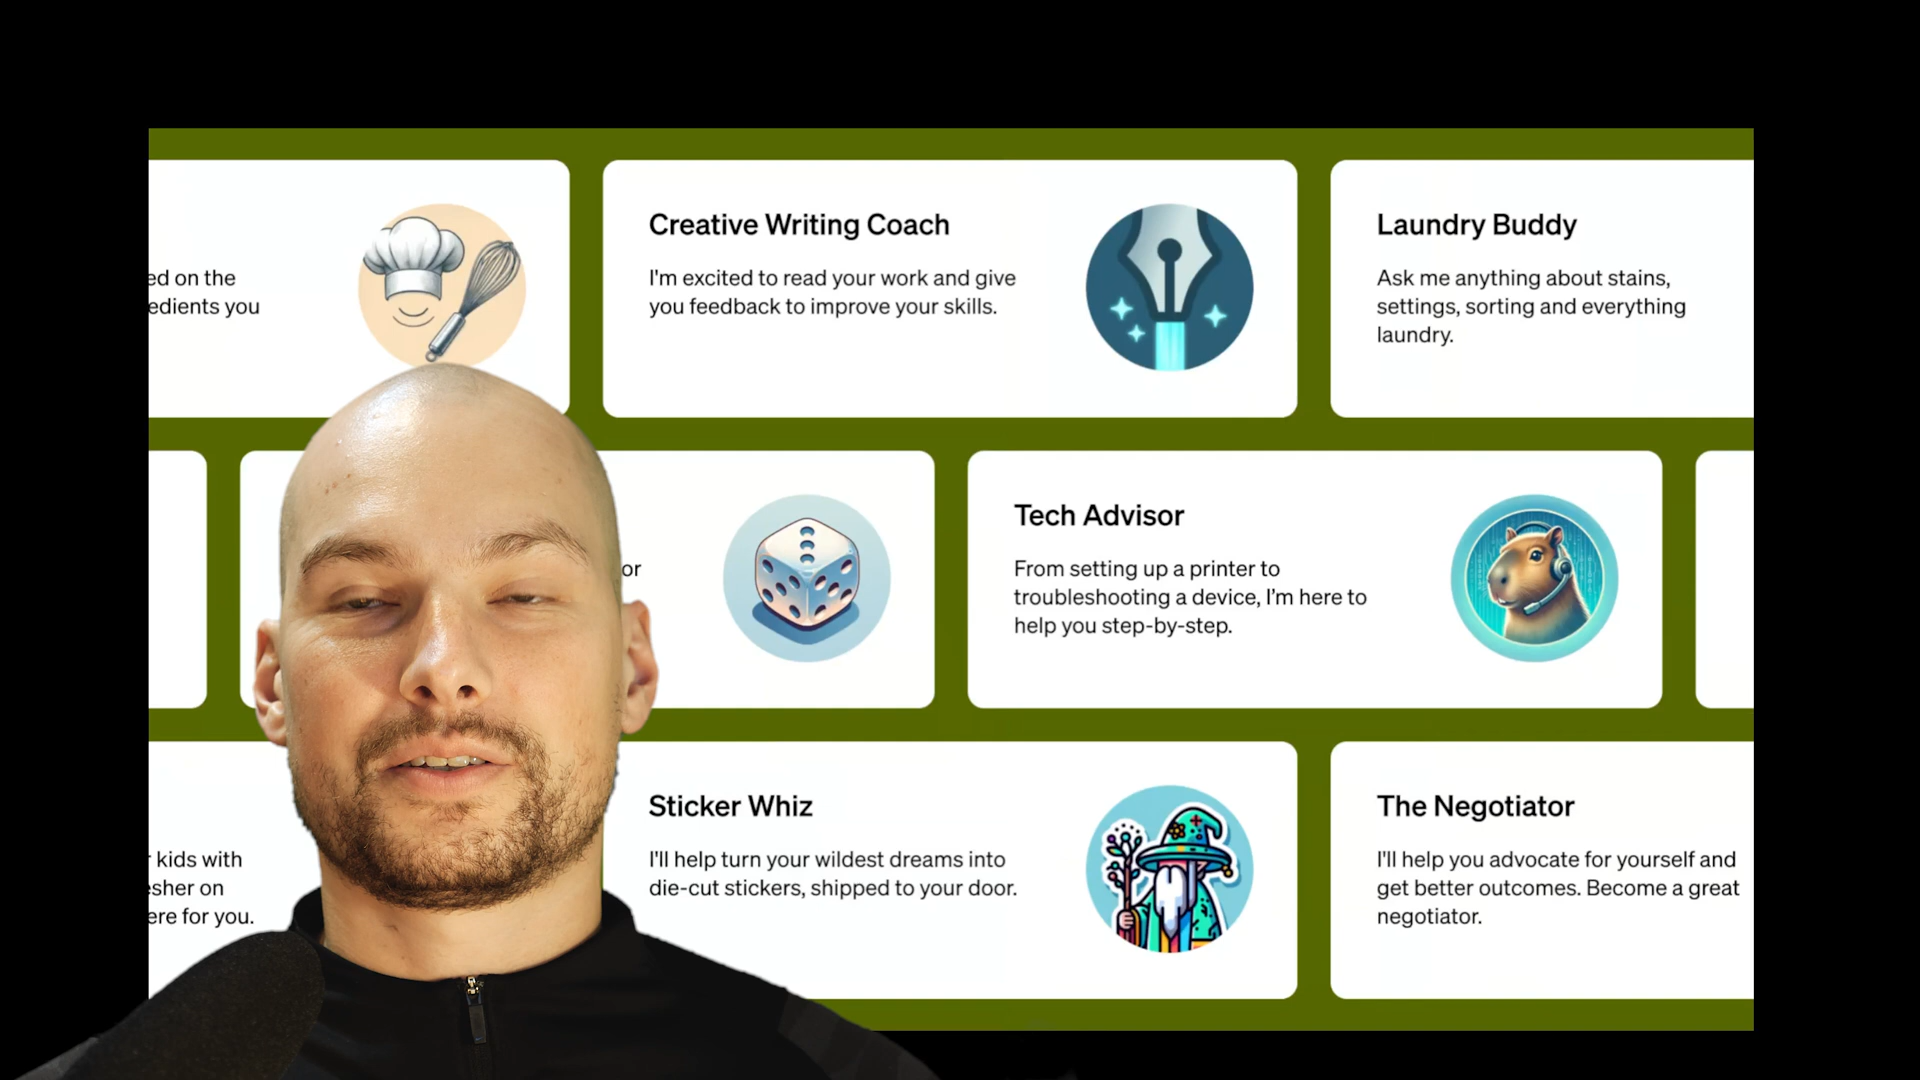 ed on the
edients you
Creative Writing Coach
I'm excited to read your work and give
you feedback to improve your skills.
Laundry Buddy
Ask me anything about stains,
settings, sorting and everything
laundry.
or
Tech Advisor
From setting up a printer to
troubleshooting a device, I'm here to
help you step-by-step.
kids with
esher on
ere for you.
Sticker Whiz
I'll help turn your wildest dreams into
die-cut stickers, shipped to your door.
The Negotiator
I'll help you advocate for yourself and
get better outcomes. Become a great
negotiator.